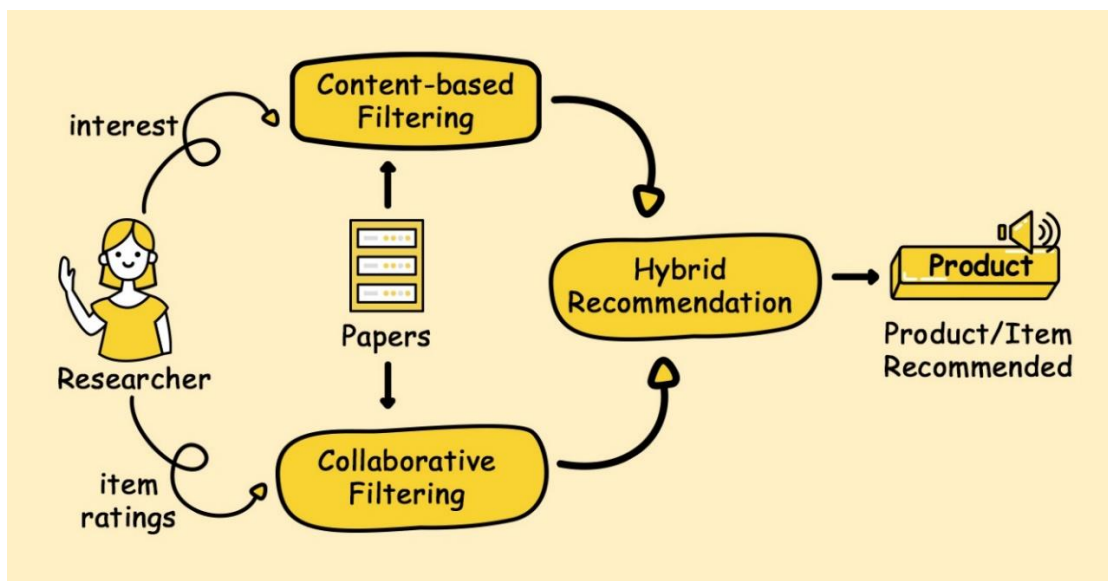 Content-based
Filtering
interest
Papers
Researcher
Hybrid
Recommendation
Product
Product/Item
Recommended
Collaborative
Filtering
item
ratings